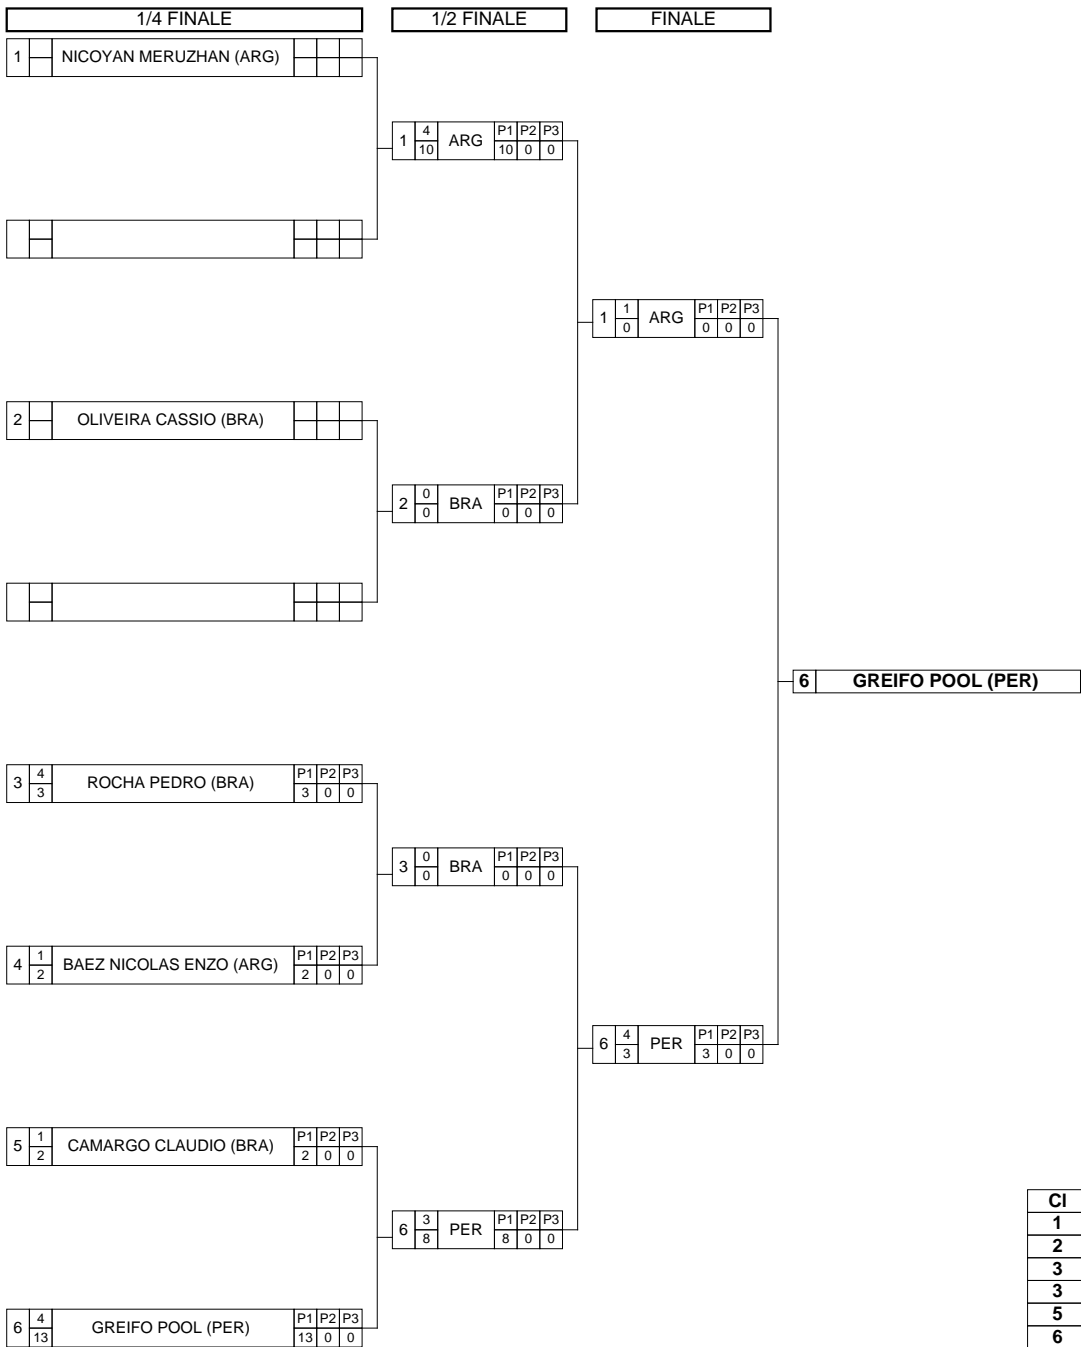 1/4 FINALE 1/2 FINALE FINALE
1 NICOYAN MERUZHAN (ARG)
1 4 10 ARG P1 P2 P3 10 0 0
1 1 0 ARG P1 P2 P3 0 0 0
2 OLIVEIRA CASSIO (BRA)
2 0 0 BRA P1 P2 P3 0 0 0
6 GREIFO POOL (PER)
3 4 3 ROCHA PEDRO (BRA) P1 P2 P3 3 0 0
3 0 0 BRA P1 P2 P3 0 0 0
4 1 2 BAEZ NICOLAS ENZO (ARG) P1 P2 P3 2 0 0
6 4 3 PER P1 P2 P3 3 0 0
5 1 2 CAMARGO CLAUDIO (BRA) P1 P2 P3 2 0 0
6 3 8 PER P1 P2 P3 8 0 0
6 4 13 GREIFO POOL (PER) P1 P2 P3 13 0 0
Cl
1
2
3
3
5
6